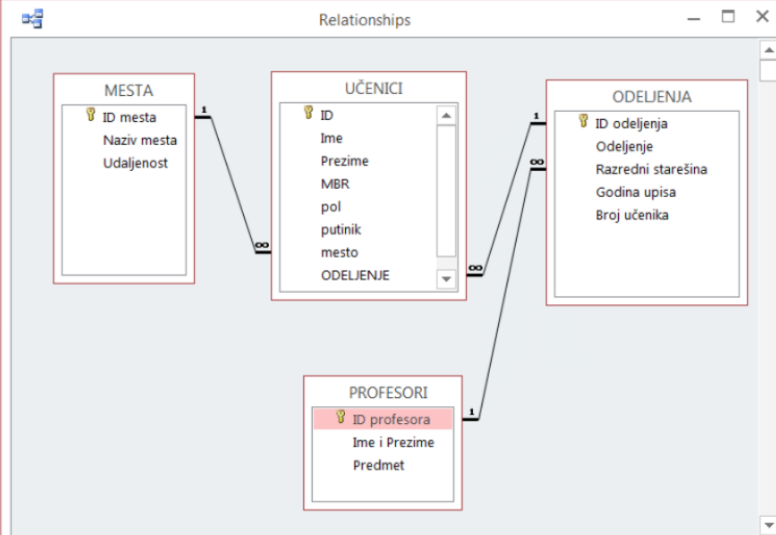 Relationships
MESTA
ID mesta
Naziv mesta
Udaljenost
UČENICI
ID
Ime
Prezime
MBR
pol
putinik
mesto
ODELJENJE
ODELJENJA
ID odeljenja
Odeljenje
Razredni starešina
Godina upisa
Broj učenika
PROFESORI
ID profesora
Ime i Prezime
Predmet
1
∞
1
∞
∞
1